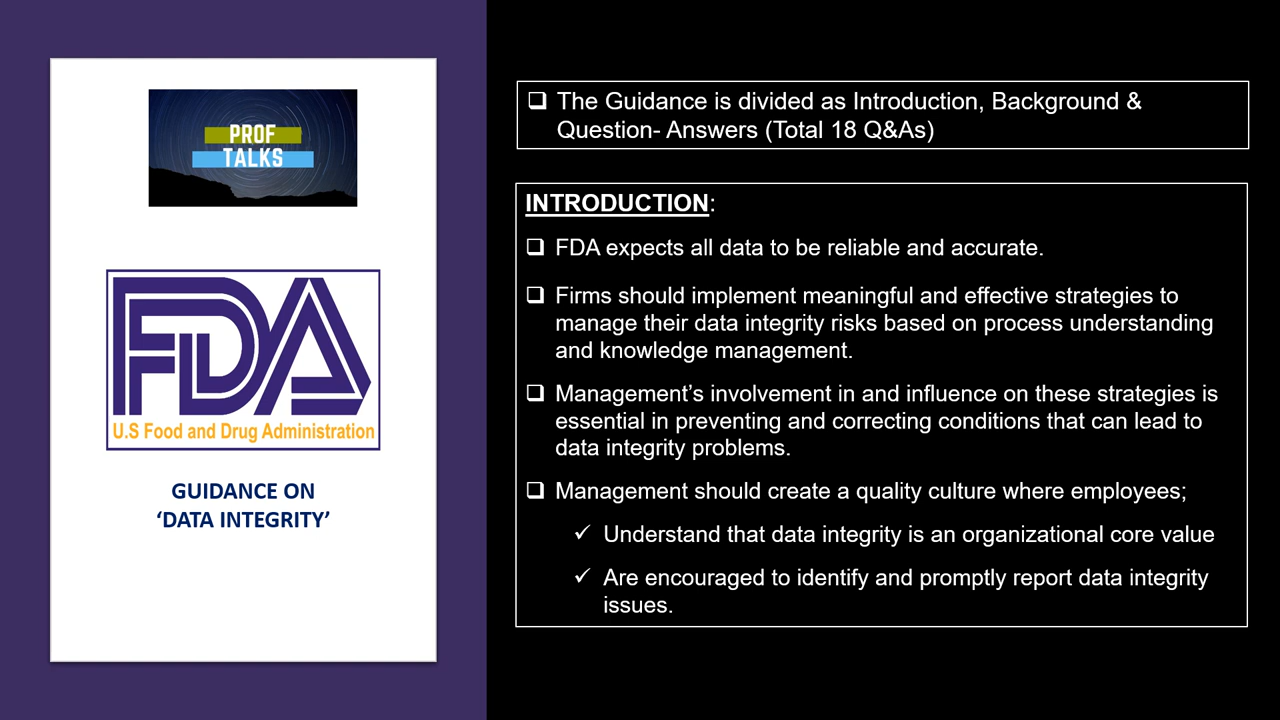 PROF
TALKS
FDA
U.S Food and Drug Administration
GUIDANCE ON
‘DATA INTEGRITY’
❑ The Guidance is divided as Introduction, Background &
Question- Answers (Total 18 Q&As)
INTRODUCTION:
❑ FDA expects all data to be reliable and accurate.
❑ Firms should implement meaningful and effective strategies to
manage their data integrity risks based on process understanding
and knowledge management.
❑ Management’s involvement in and influence on these strategies is
essential in preventing and correcting conditions that can lead to
data integrity problems.
❑ Management should create a quality culture where employees;
✓ Understand that data integrity is an organizational core value
✓ Are encouraged to identify and promptly report data integrity
issues.